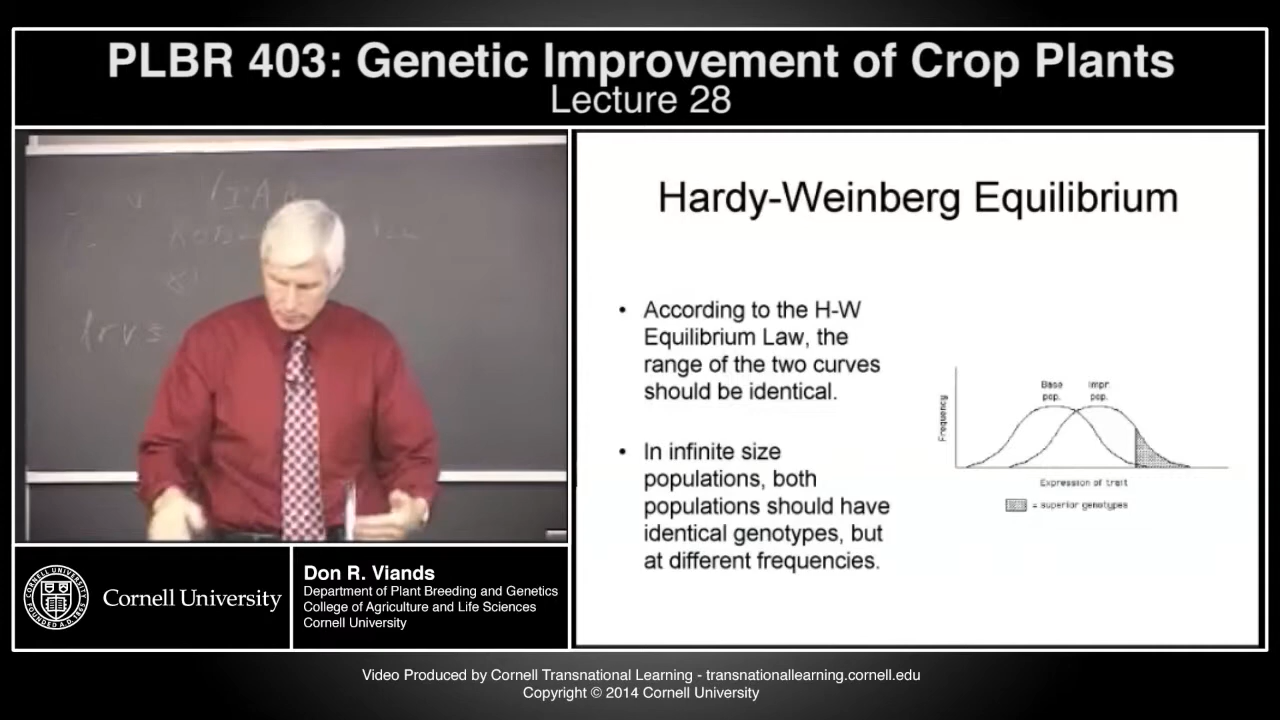 PLBR 403: Genetic Improvement of Crop Plants
Lecture 28
Hardy-Weinberg Equilibrium
• According to the H-W
Equilibrium Law, the
range of the two curves
should be identical.
• In infinite size
populations, both
populations should have
identical genotypes, but
at different frequencies.
Base
pop.
Impr.
pop.
Frequency
Expression of trait
= superior genotypes
Cornell University
Don R. Viands
Department of Plant Breeding and Genetics
College of Agriculture and Life Sciences
Cornell University
Video Produced by Cornell Transnational Learning - transnationallearning.cornell.edu
Copyright © 2014 Cornell University